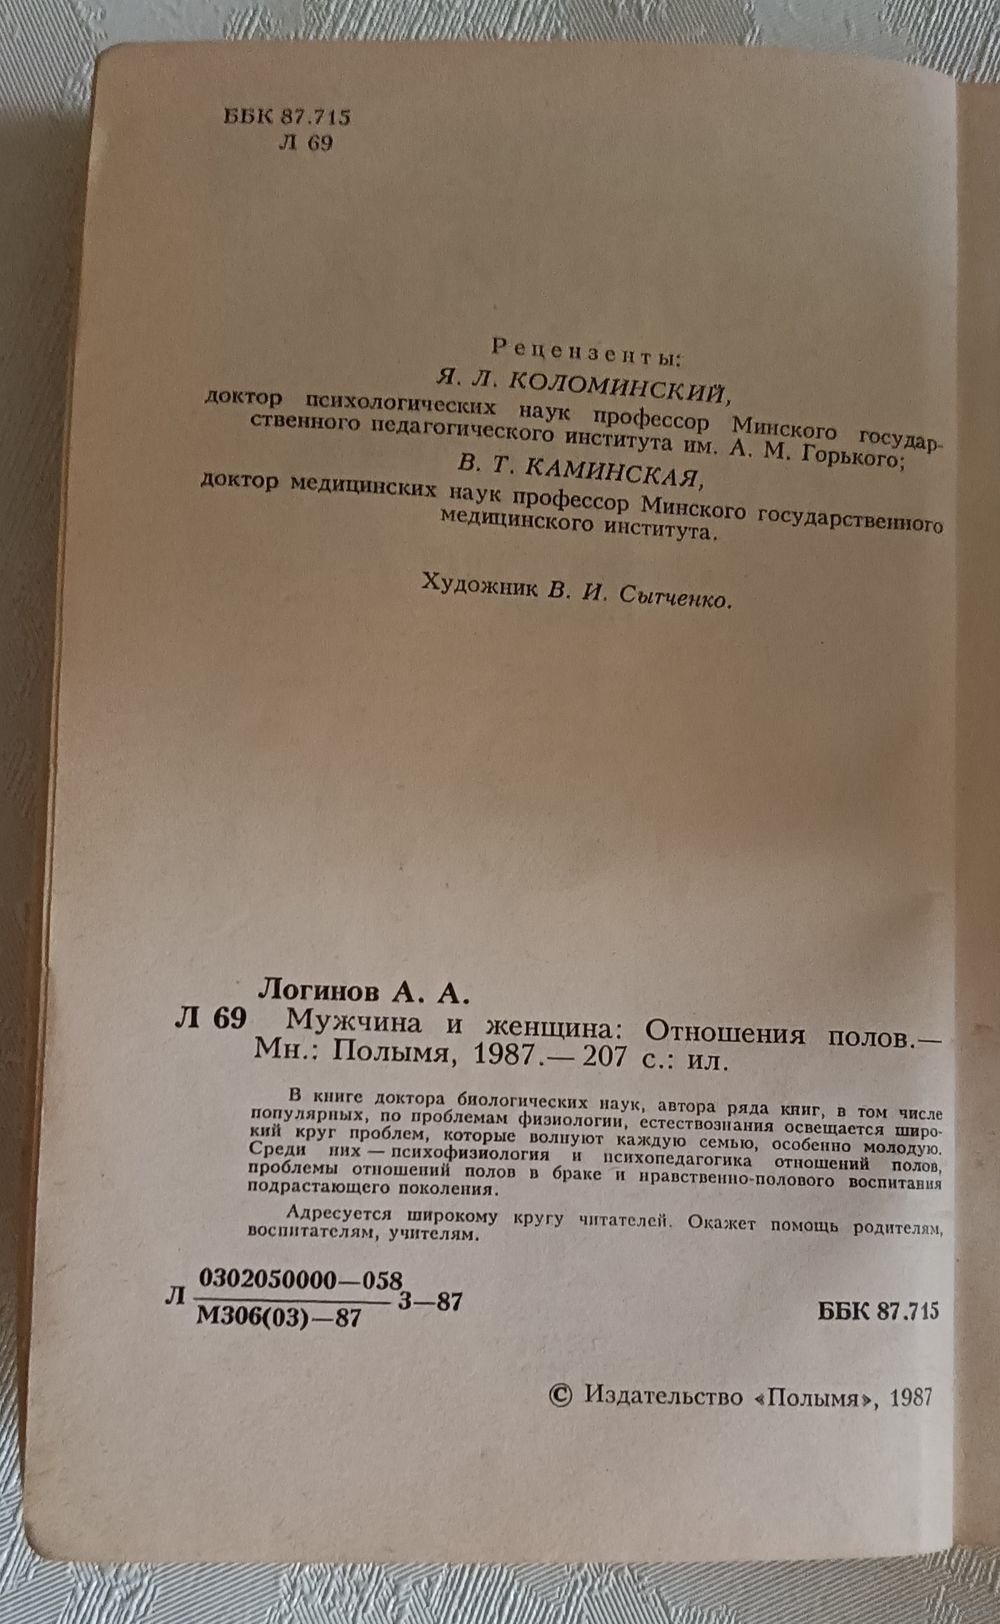 ББК 87.715
Л 69
Рецензенты:
Я. Л. КОЛОМИНСКИЙ,
доктор психологических наук профессор Минского государ-
ственного педагогического института им. А. М. Горького;
В. Т. КАМИНСКАЯ,
доктор медицинских наук профессор Минского государственного
медицинского института.
Художник В. И. Сытченко.
Логинов А. А.
Л 69 Мужчина и женщина: Отношения полов.—
Мн.: Полымя, 1987.— 207 с.: ил.
В книге доктора биологических наук, автора ряда книг, в том числе
популярных, по проблемам физиологии, естествознания освещается широ-
кий круг проблем, которые волнуют каждую семью, особенно молодую.
Среди них — психофизиология и психопедагогика отношений полов,
проблемы отношений полов в браке и нравственно-полового воспитания
подрастающего поколения.
Адресуется широкому кругу читателей. Окажет помощь родителям,
воспитателям, учителям.
Л 0302050000—058 3—87
М306(03)—87
ББК 87.715
© Издательство «Полымя», 1987